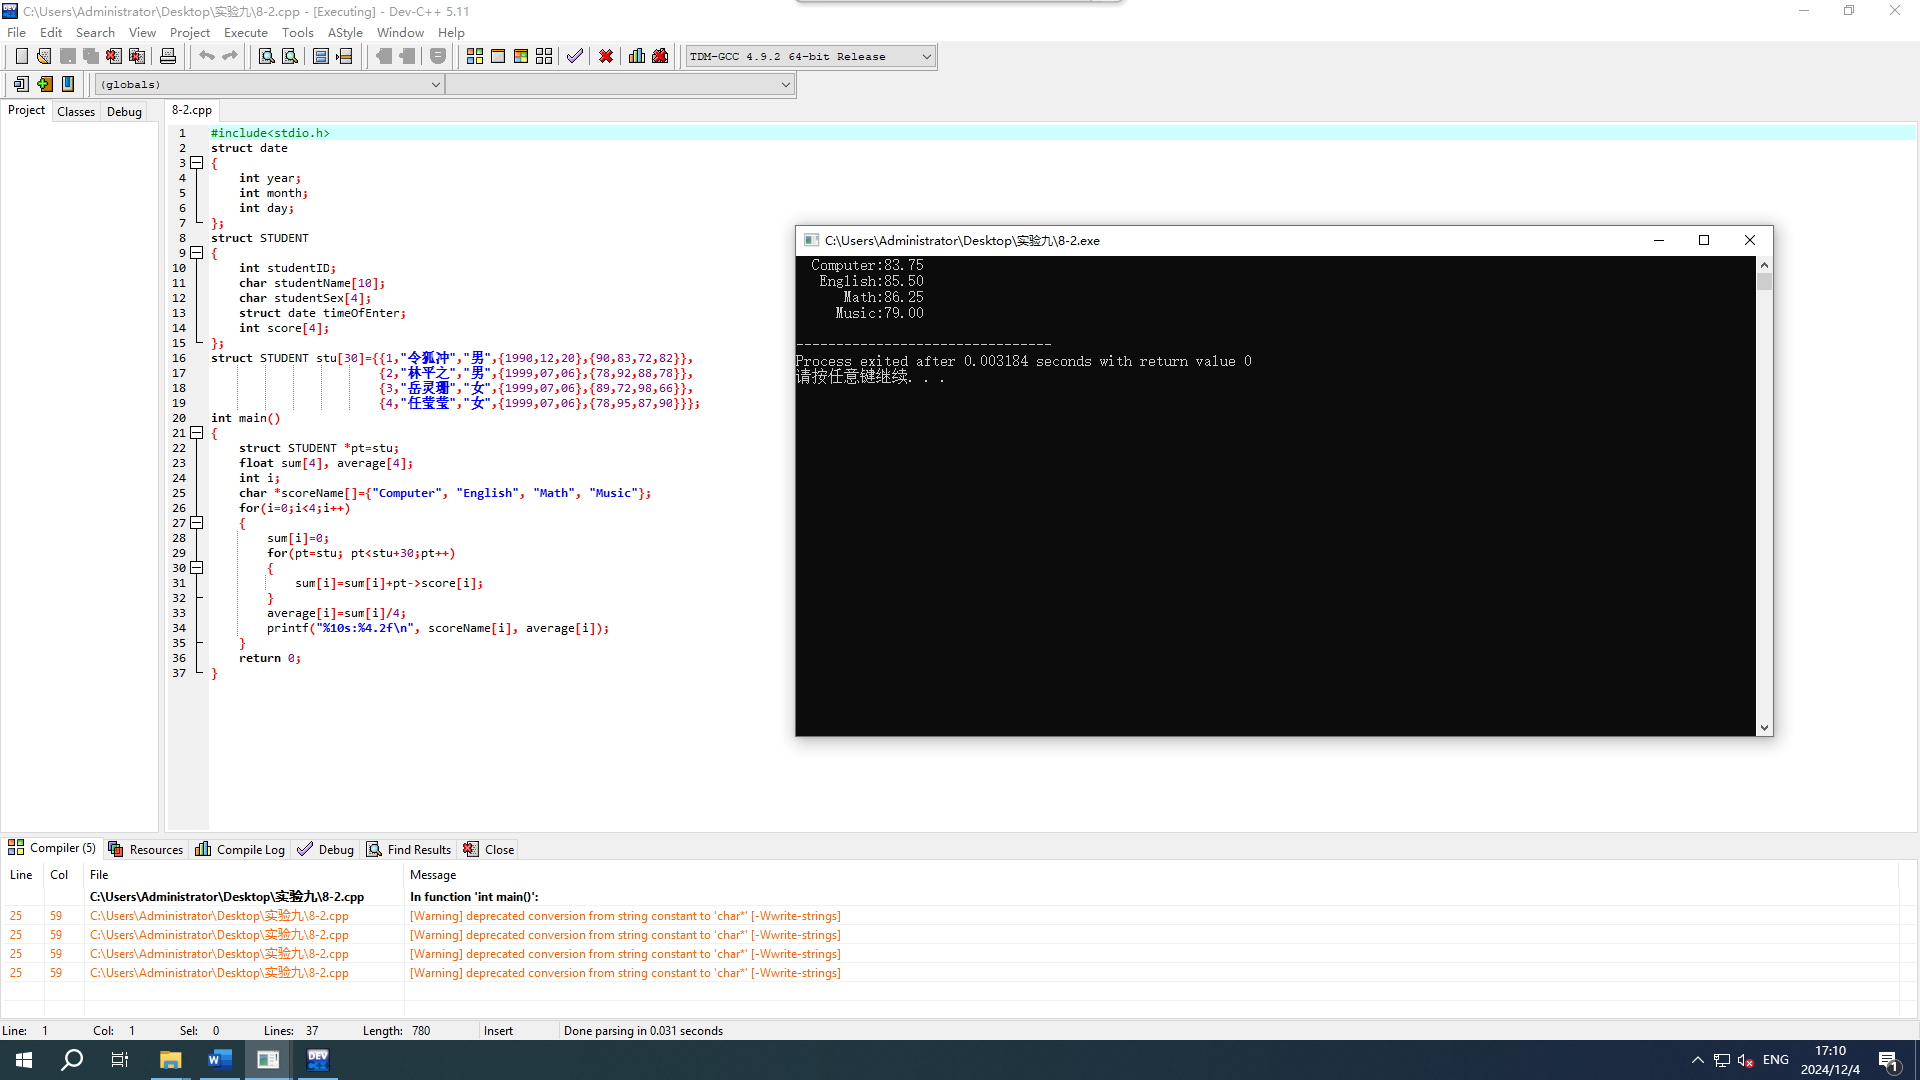 C:\Users\Administrator\Desktop\实验九\8-2.cpp - [Executing] - Dev-C++ 5.11
File Edit Search View Project Execute Tools AStyle Window Help
TDM-GCC 4.9.2 64-bit Release
(globals)
Project Classes Debug
8-2.cpp
1 #include<stdio.h>
2 struct date
3 {
4 int year;
5 int month;
6 int day;
7 };
8 struct STUDENT
9 {
10 int studentID;
11 char studentName[10];
12 char studentSex[4];
13 struct date timeOfEnter;
14 int score[4];
15 };
16 struct STUDENT stu[30]={{1,"令狐冲","男",{1990,12,20},{90,83,72,82}},
17 {2,"林平之","男",{1999,07,06},{78,92,88,78}},
18 {3,"岳灵珊","女",{1999,07,06},{89,72,98,66}},
19 {4,"任莹莹","女",{1999,07,06},{78,95,87,90}}};
20 int main()
21 {
22 struct STUDENT *pt=stu;
23 float sum[4], average[4];
24 int i;
25 char *scoreName[]={"Computer", "English", "Math", "Music"};
26 for(i=0;i<4;i++)
27 {
28 sum[i]=0;
29 for(pt=stu; pt<stu+30;pt++)
30 {
31 sum[i]=sum[i]+pt->score[i];
32 }
33 average[i]=sum[i]/4;
34 printf("%10s:%4.2f\n", scoreName[i], average[i]);
35 }
36 return 0;
37 }
C:\Users\Administrator\Desktop\实验九\8-2.exe
Computer:83.75
English:85.50
Math:86.25
Music:79.00
--------------------------------
Process exited after 0.003184 seconds with return value 0
请按任意键继续. . .
Compiler (5) Resources Compile Log Debug Find Results Close
Line Col File Message
C:\Users\Administrator\Desktop\实验九\8-2.cpp In function 'int main()':
25 59 C:\Users\Administrator\Desktop\实验九\8-2.cpp [Warning] deprecated conversion from string constant to 'char*' [-Wwrite-strings]
25 59 C:\Users\Administrator\Desktop\实验九\8-2.cpp [Warning] deprecated conversion from string constant to 'char*' [-Wwrite-strings]
25 59 C:\Users\Administrator\Desktop\实验九\8-2.cpp [Warning] deprecated conversion from string constant to 'char*' [-Wwrite-strings]
25 59 C:\Users\Administrator\Desktop\实验九\8-2.cpp [Warning] deprecated conversion from string constant to 'char*' [-Wwrite-strings]
Line: 1 Col: 1 Sel: 0 Lines: 37 Length: 780 Insert Done parsing in 0.031 seconds
DEV C++
ENG
17:10
2024/12/4
1